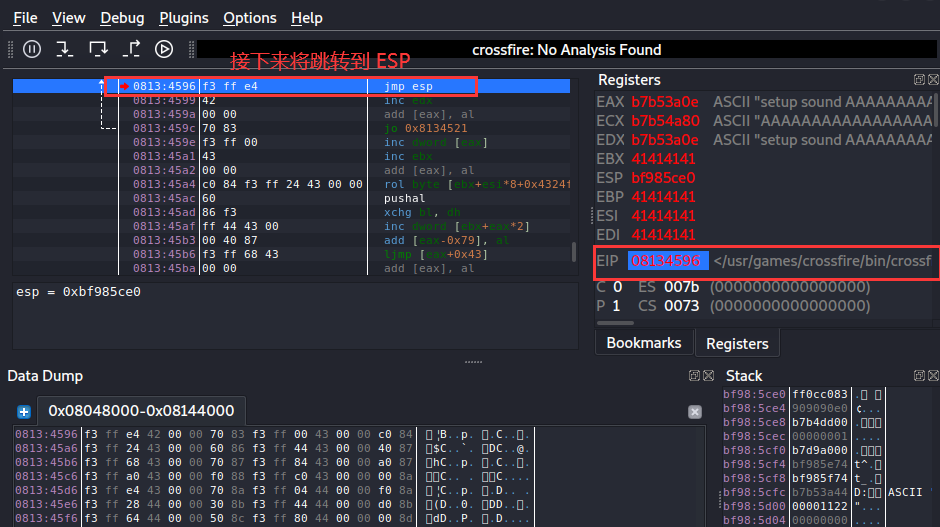 File View Debug Plugins Options Help
crossfire: No Analysis Found
接下来将跳转到 ESP
0813:4596 f3 ff e4 jmp esp
0813:4599 42 inc edx
0813:459a 00 00 add [eax], al
0813:459c 70 83 jo 0x8134521
0813:459e f3 ff 00 inc dword [eax]
0813:45a1 43 inc ebx
0813:45a2 00 00 add [eax], al
0813:45a4 c0 84 f3 ff 24 43 00 00 rol byte [ebx+esi*8+0x4324f
0813:45ac 60 pushal
0813:45ad 86 f3 xchg bl, dh
0813:45af ff 44 43 00 inc dword [ebx+eax*2]
0813:45b3 00 40 87 add [eax-0x79], al
0813:45b6 f3 ff 68 43 ljmp [eax+0x43]
0813:45ba 00 00 add [eax], al
esp = 0xbf985ce0
Registers
EAX b7b53a0e ASCII "setup sound AAAAAAAAA
ECX b7b54a80 ASCII "AAAAAAAAAAAAAAAAA
EDX b7b53a0e ASCII "setup sound AAAAAAAAA
EBX 41414141
ESP bf985ce0
EBP 41414141
ESI 41414141
EDI 41414141
EIP 08134596 </usr/games/crossfire/bin/crossf
C 0 ES 007b (0000000000000000)
P 1 CS 0073 (0000000000000000)
Bookmarks Registers
Data Dump
0x08048000-0x08144000
0813:4596 f3 ff e4 42 00 00 70 83 f3 ff 00 43 00 00 c0 84
0813:45a6 f3 ff 24 43 00 00 60 86 f3 ff 44 43 00 00 40 87
0813:45b6 f3 ff 68 43 00 00 70 87 f3 ff 84 43 00 00 a0 87
0813:45c6 f3 ff a0 43 00 00 f0 88 f3 ff c0 43 00 00 00 8a
0813:45d6 f3 ff e4 43 00 00 70 8a f3 ff 04 44 00 00 f0 8a
0813:45e6 f3 ff 28 44 00 00 30 8b f3 ff 44 44 00 00 d0 8b
0813:45f6 f3 ff 64 44 00 00 50 8c f3 ff 80 44 00 00 00 8d
Stack
bf98:5ce0 ff0cc083
bf98:5ce4 909090e0
bf98:5ce8 b7b4dd00
bf98:5cec 00000001
bf98:5cf0 b7d9a000
bf98:5cf4 bf985e74 t^.
bf98:5cf8 bf985f74 t_.
bf98:5cfc b7b53a44 D: ASCII
bf98:5d00 00001122 "...
bf98:5d04 00000000 ....